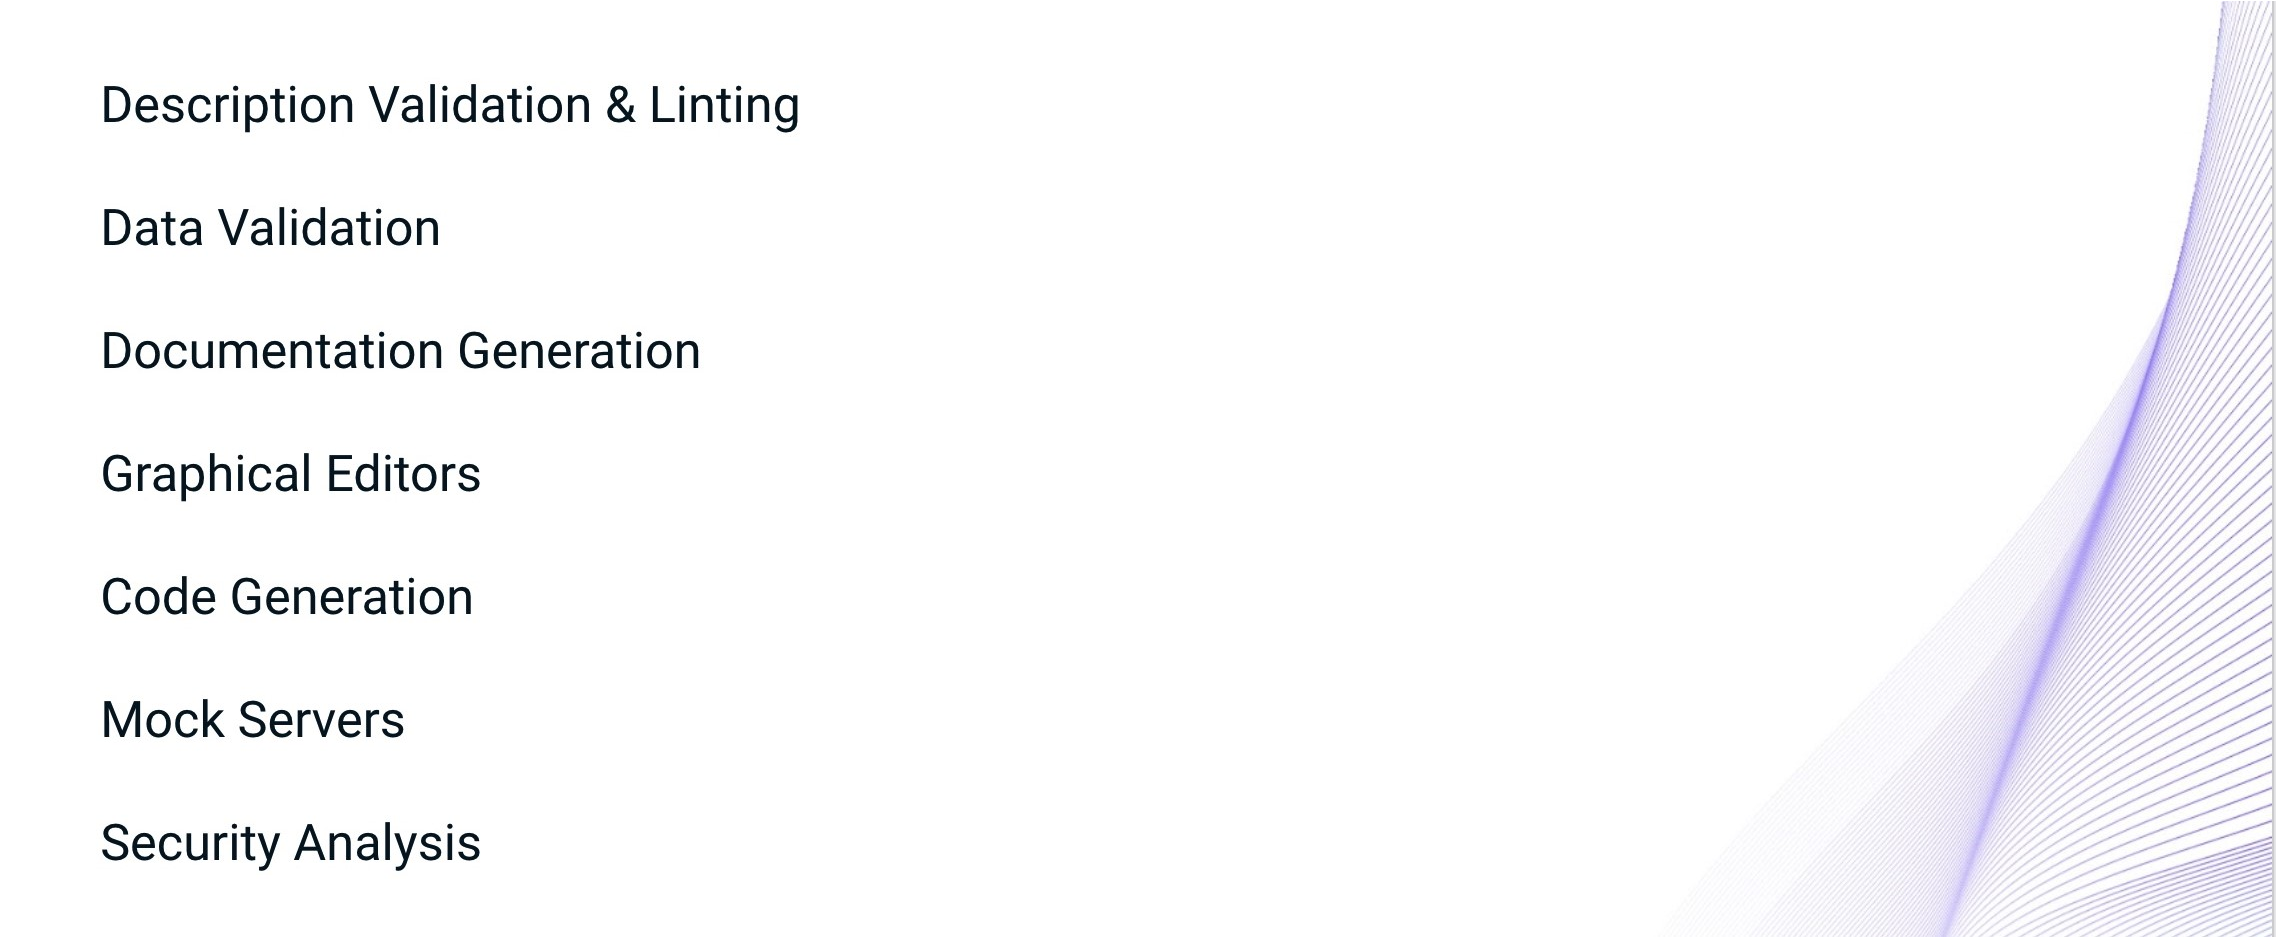 Description Validation & Linting
Data Validation
Documentation Generation
Graphical Editors
Code Generation
Mock Servers
Security Analysis